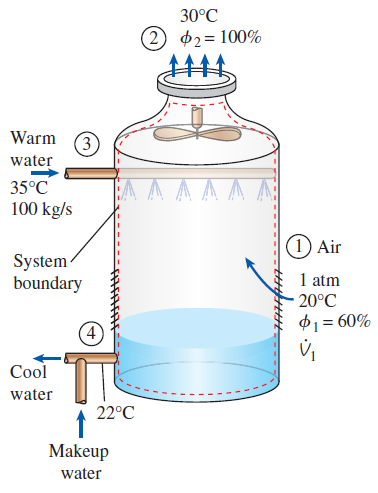 30°C
② ϕ₂ = 100%
Warm ③
water
35°C
100 kg/s
System
boundary
① Air
1 atm
20°C
ϕ₁ = 60%
V̇₁
④
Cool
water
22°C
Makeup
water